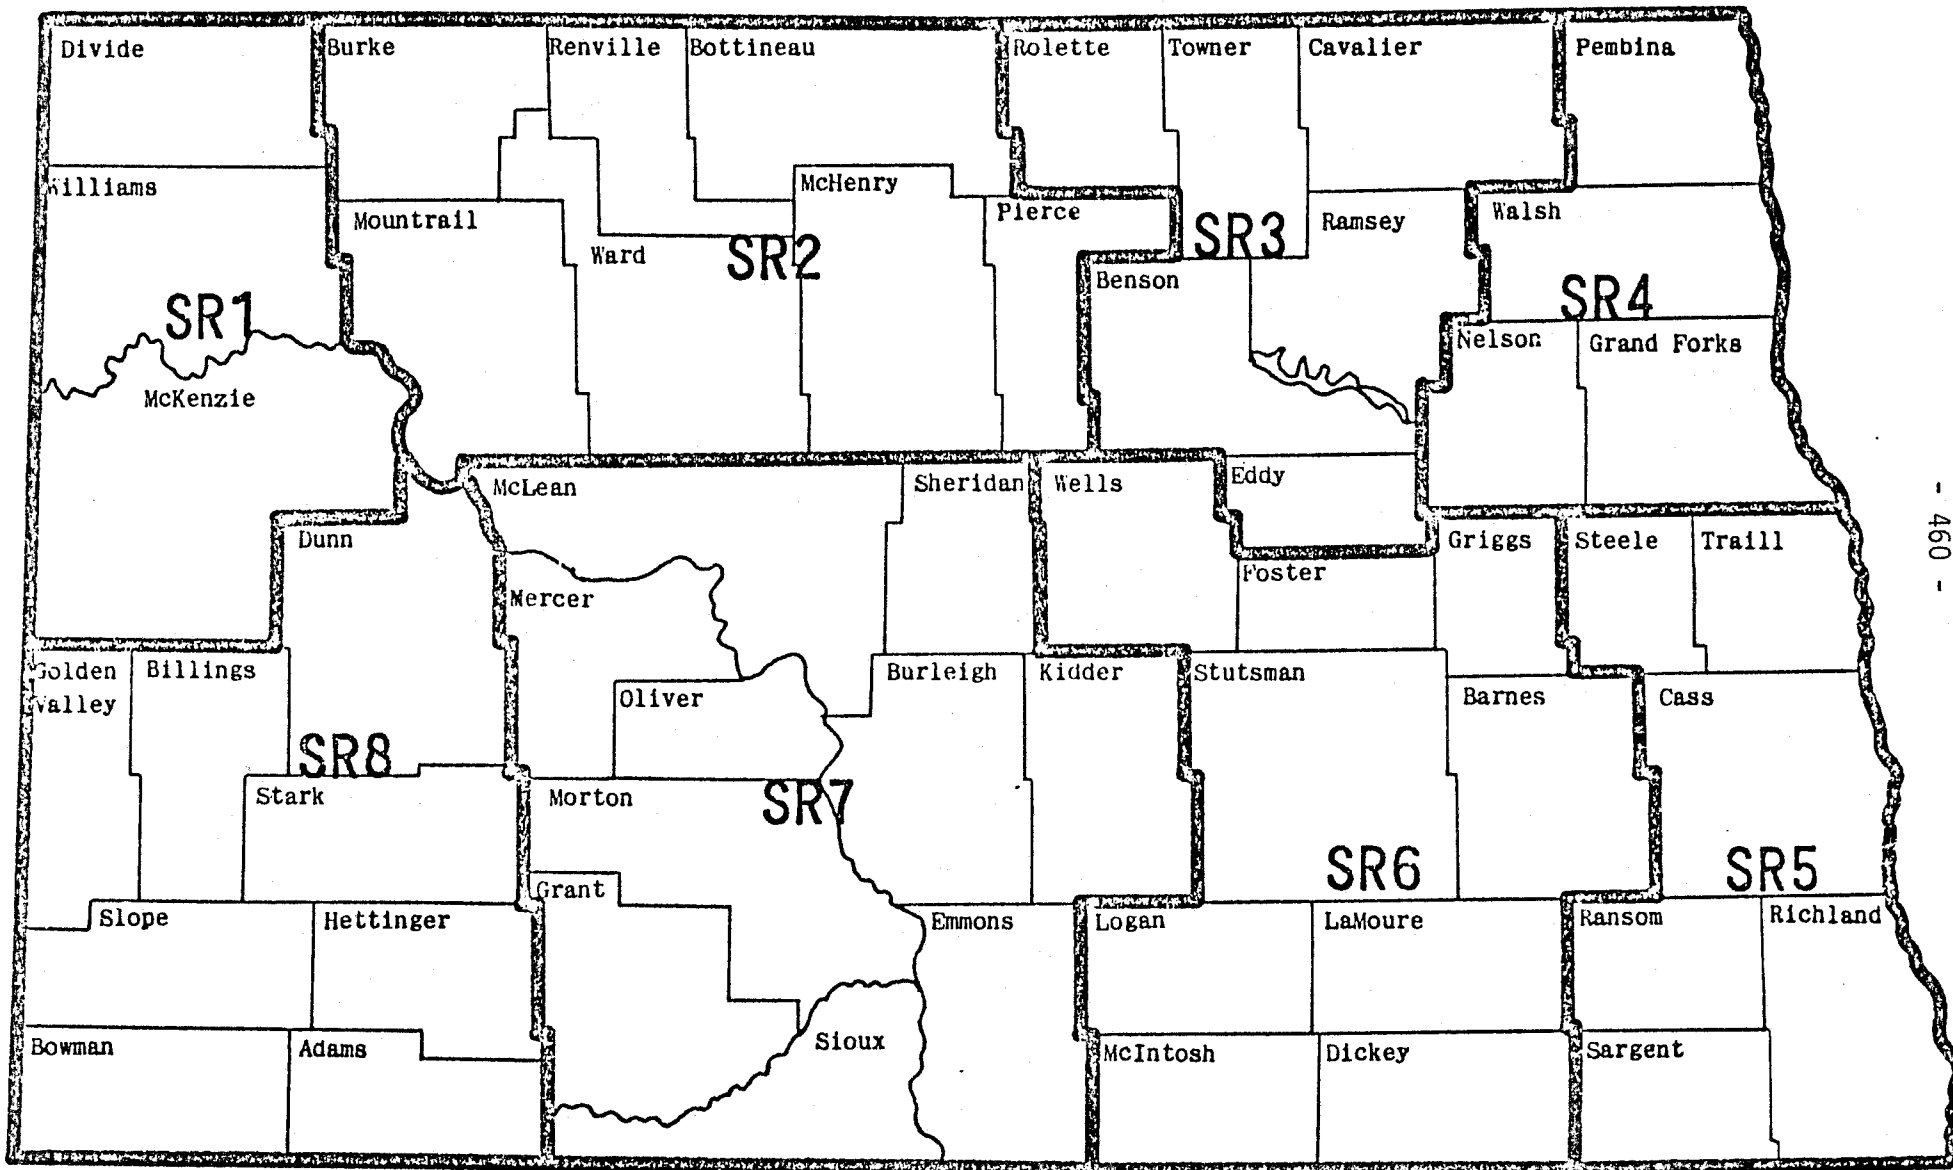 Divide
Burke
Renville
Bottineau
Rolette
Towner
Cavalier
Pembina
Williams
Mountrail
Ward
SR2
McHenry
Pierce
SR3
Ramsey
Walsh
Benson
SR1
SR4
McKenzie
Nelson
Grand Forks
McLean
Sheridan
Wells
Eddy
- 460 -
Dunn
Griggs
Steele
Traill
Mercer
Foster
Golden
Valley
Billings
Oliver
Burleigh
Kidder
Stutsman
Barnes
Cass
SR8
Stark
Morton
SR7
SR6
SR5
Grant
Slope
Hettinger
Emmons
Logan
LaMoure
Ransom
Richland
Bowman
Adams
Sioux
McIntosh
Dickey
Sargent